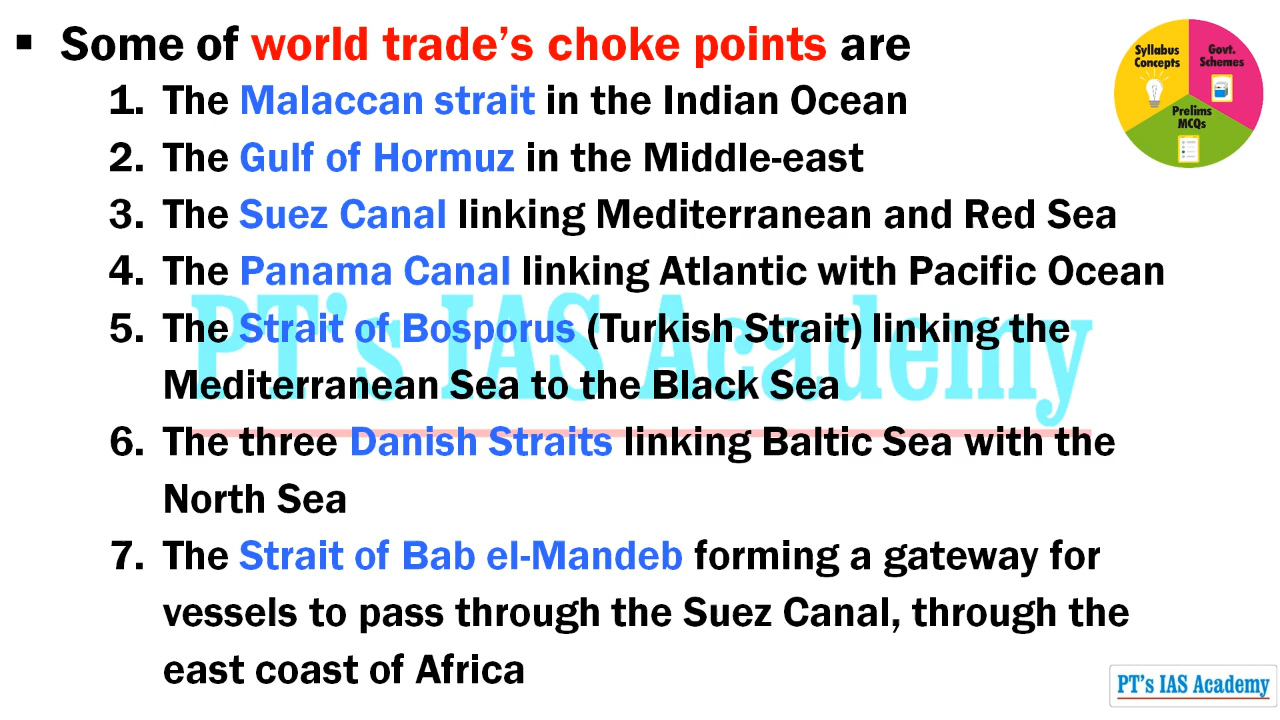 ▪ Some of world trade's choke points are
1. The Malaccan strait in the Indian Ocean
2. The Gulf of Hormuz in the Middle-east
3. The Suez Canal linking Mediterranean and Red Sea
4. The Panama Canal linking Atlantic with Pacific Ocean
5. The Strait of Bosporus (Turkish Strait) linking the
Mediterranean Sea to the Black Sea
6. The three Danish Straits linking Baltic Sea with the
North Sea
7. The Strait of Bab el-Mandeb forming a gateway for
vessels to pass through the Suez Canal, through the
east coast of Africa
Syllabus
Concepts
Govt.
Schemes
Prelims
MCQs
PT's IAS Academy
PT's IAS Academy